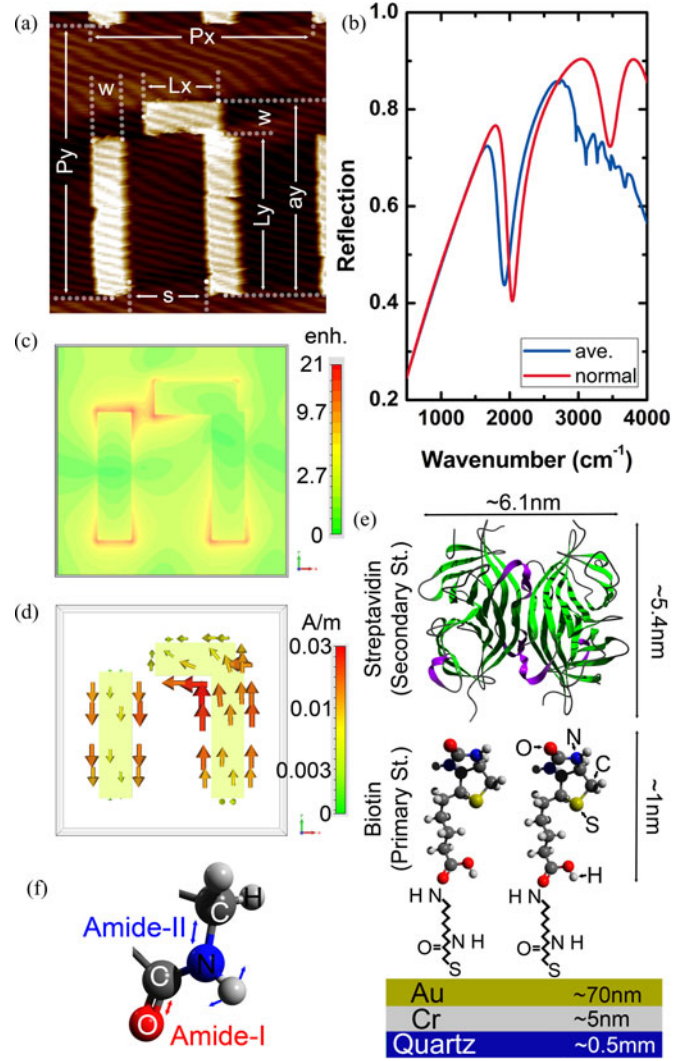 (a)
Px
Lx
w
w
Py
Ly
ay
s
(b)
Reflection
1.0
0.8
0.6
0.4
0.2
ave.
normal
1000
2000
3000
4000
Wavenumber (cm⁻¹)
(c)
enh.
21
9.7
2.7
0
(d)
A/m
0.03
0.01
0.003
0
(e)
~6.1nm
Streptavidin
(Secondary St.)
~5.4nm
Biotin
(Primary St.)
O
N
C
S
H
~1nm
H N
H N
O
N H
S
O
N H
S
Au
~70nm
Cr
~5nm
Quartz
~0.5mm
(f)
Amide-II
C
H
N
C
O
Amide-I